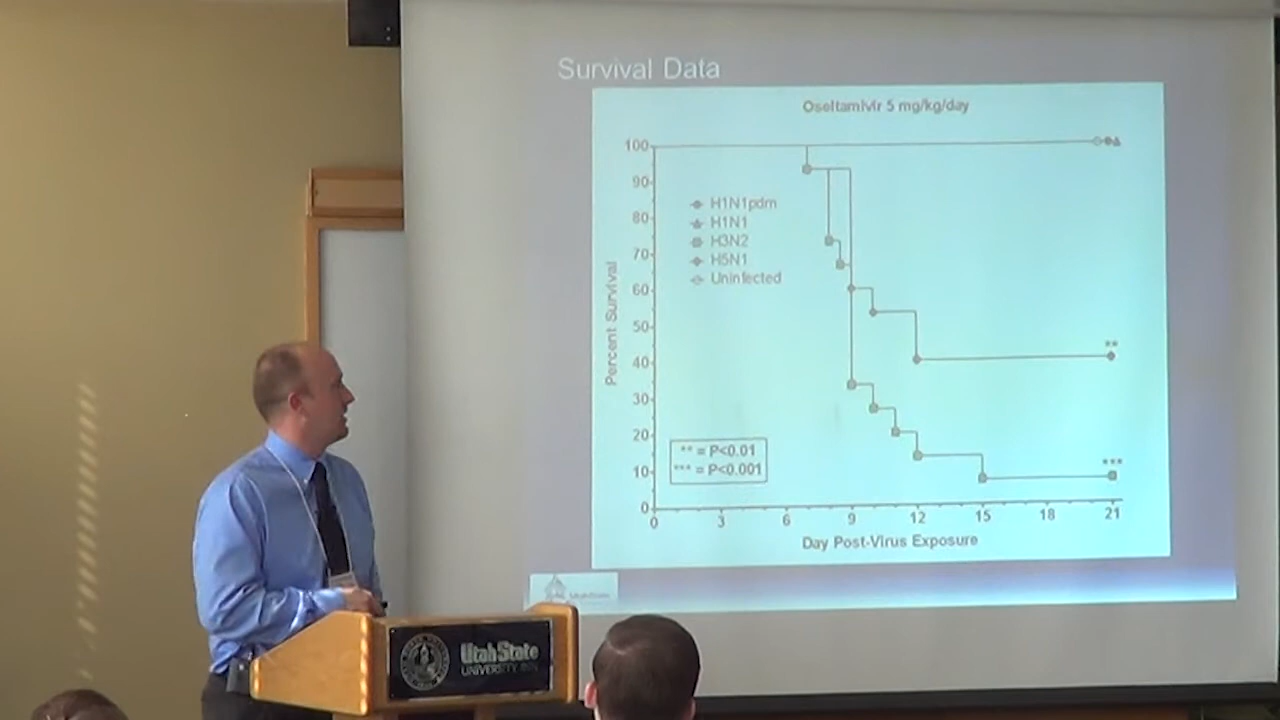 Survival Data
Oseltamivir 5 mg/kg/day
100
90
80
70
60
50
40
30
20
10
0
Percent Survival
H1N1pdm
H1N1
H3N2
H5N1
Uninfected
**
***
** = P<0.01
*** = P<0.001
0 3 6 9 12 15 18 21
Day Post-Virus Exposure
UtahState
UNIVERSITY INN